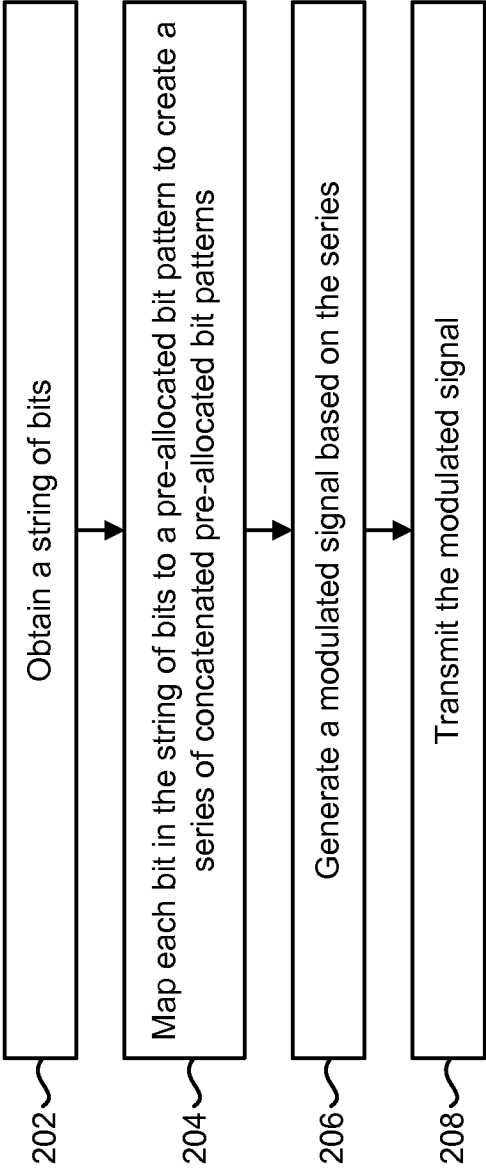 202
Obtain a string of bits
204
Map each bit in the string of bits to a pre-allocated bit pattern to create a
series of concatenated pre-allocated bit patterns
206
Generate a modulated signal based on the series
208
Transmit the modulated signal